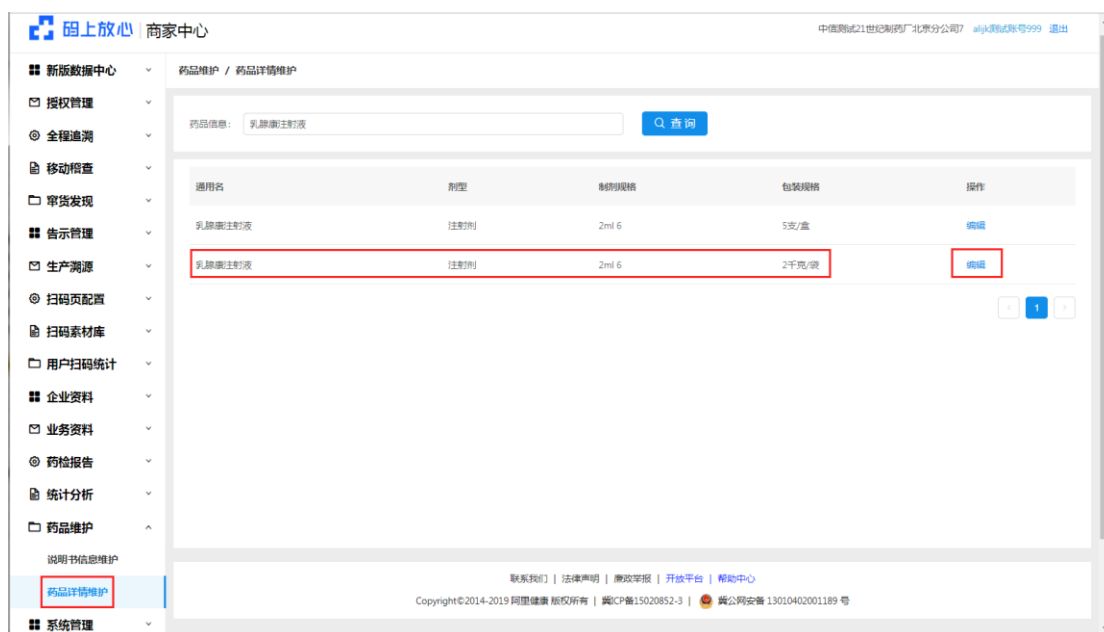 码上放心 商家中心
中信测试21世纪制药厂北京分公司7 alijk测试账号999 退出
新版数据中心
授权管理
全程追溯
移动稽查
窜货发现
告示管理
生产溯源
扫码页配置
扫码素材库
用户扫码统计
企业资料
业务资料
药检报告
统计分析
药品维护
说明书信息维护
药品详情维护
系统管理
药品维护 / 药品详情维护
药品信息: 乳腺康注射液 查询
通用名 剂型 制剂规格 包装规格 操作
乳腺康注射液 注射剂 2ml 6 5支/盒 编辑
乳腺康注射液 注射剂 2ml 6 2千克/袋 编辑
< 1 >
联系我们 | 法律声明 | 廉政举报 | 开放平台 | 帮助中心
Copyright©2014-2019 阿里健康 版权所有 | 冀ICP备15020852-3 | 冀公网安备 13010402001189 号